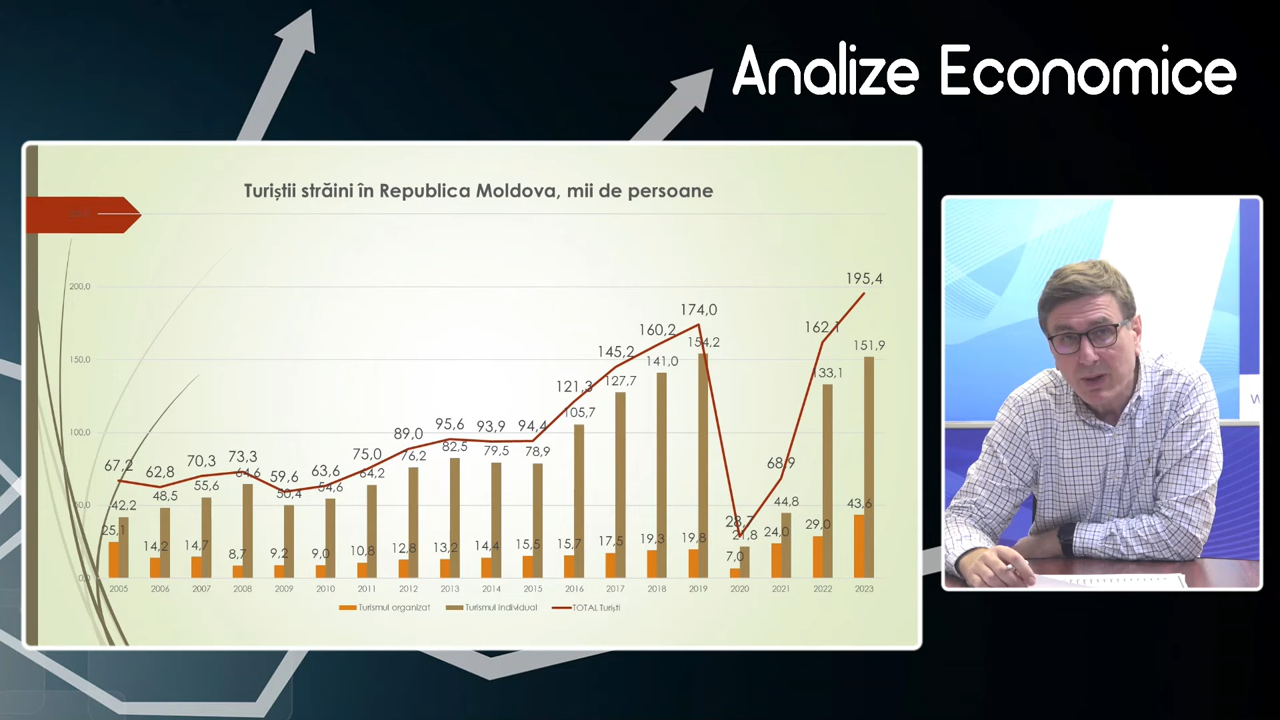 Analize Economice
Turiștii străini în Republica Moldova, mii de persoane
200,0
150,0
100,0
50,0
0,0
67,2 62,8 70,3 73,3 59,6 63,6 75,0 89,0 95,6 93,9 94,4 121,3 145,2 160,2 174,0 28,7 68,9 162,1 195,4
42,2 48,5 55,6 64,6 50,4 54,6 64,2 76,2 82,5 79,5 78,9 105,7 127,7 141,0 154,2 21,8 44,8 133,1 151,9
25,1 14,2 14,7 8,7 9,2 9,0 10,8 12,8 13,2 14,4 15,5 15,7 17,5 19,3 19,8 7,0 24,0 29,0 43,6
2005 2006 2007 2008 2009 2010 2011 2012 2013 2014 2015 2016 2017 2018 2019 2020 2021 2022 2023
Turismul organizat Turismul individual TOTAL Turiști
W